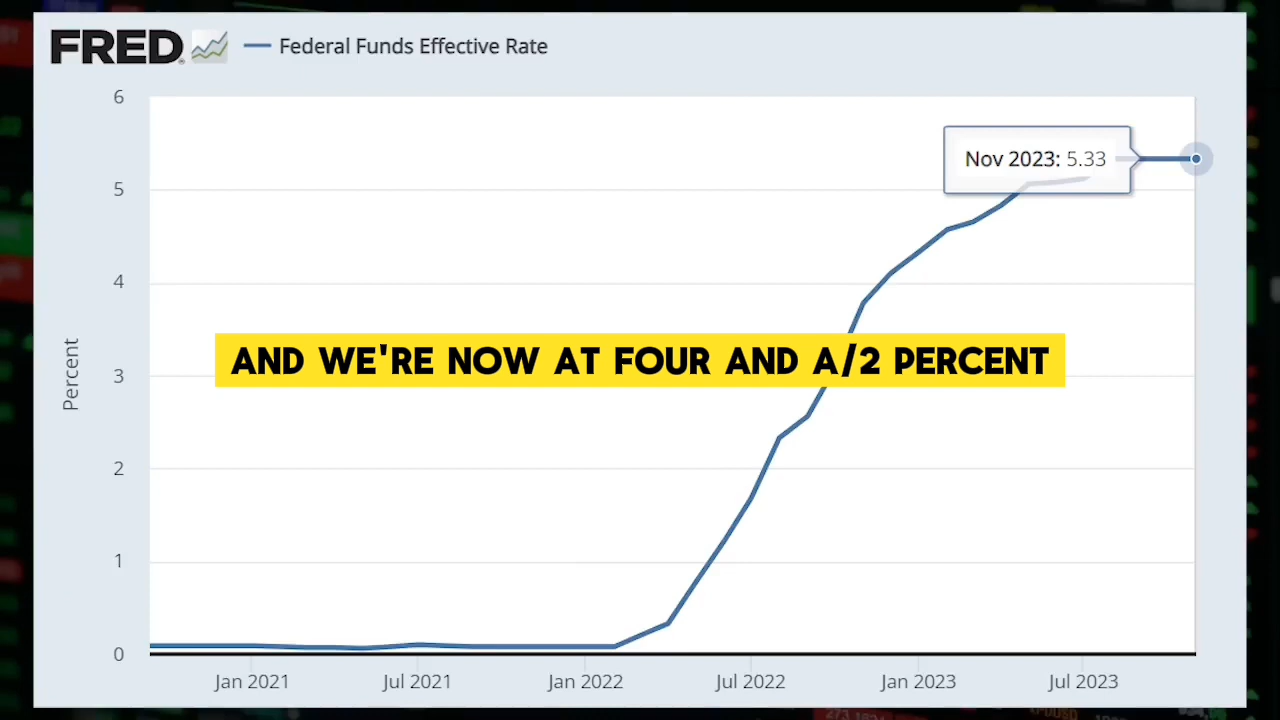 FRED
Federal Funds Effective Rate
6
5
4
3
2
1
0
Percent
Nov 2023: 5.33
AND WE'RE NOW AT FOUR AND A/2 PERCENT
Jan 2021
Jul 2021
Jan 2022
Jul 2022
Jan 2023
Jul 2023